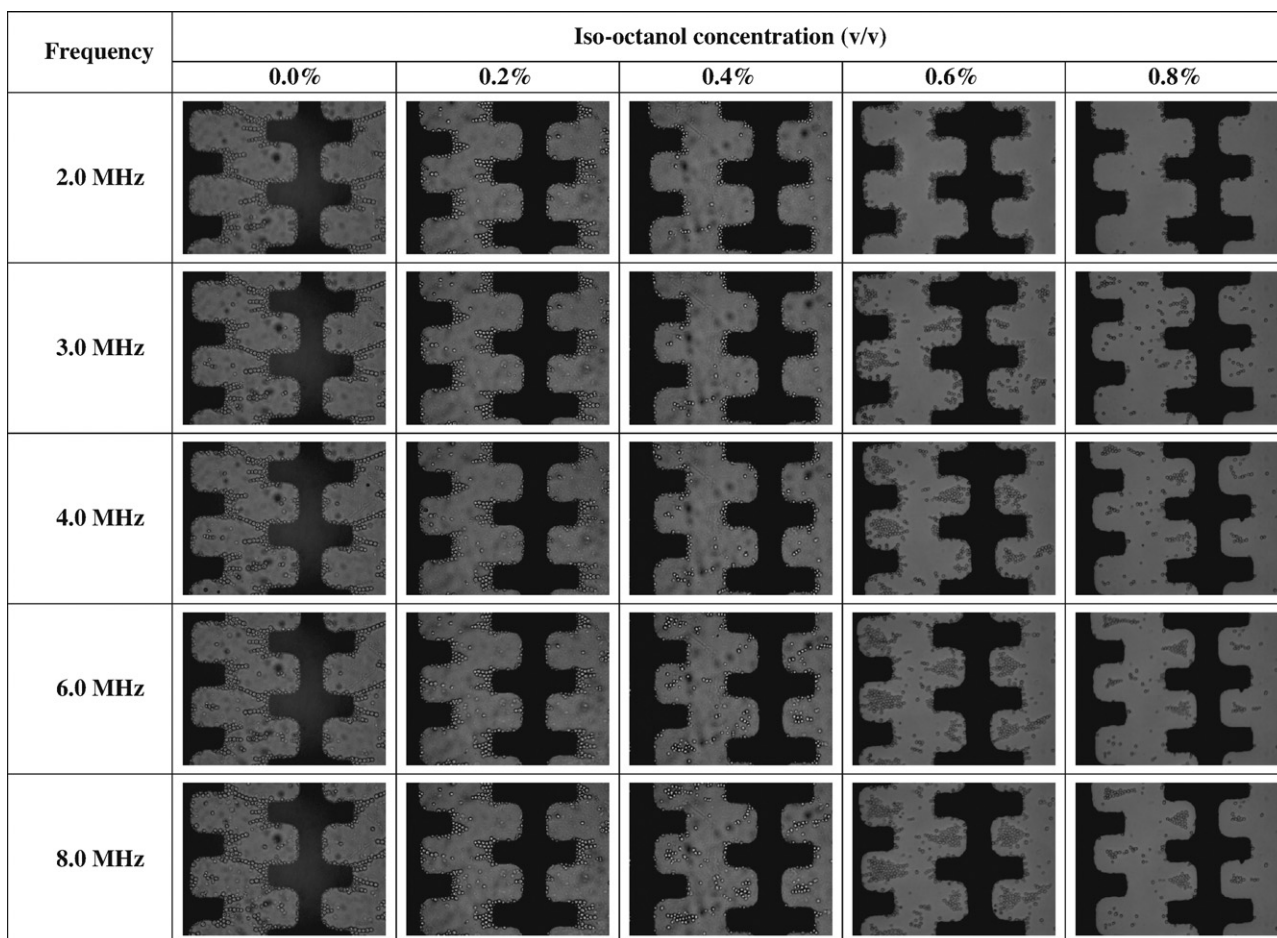 Frequency
Iso-octanol concentration (v/v)
0.0%
0.2%
0.4%
0.6%
0.8%
2.0 MHz
3.0 MHz
4.0 MHz
6.0 MHz
8.0 MHz